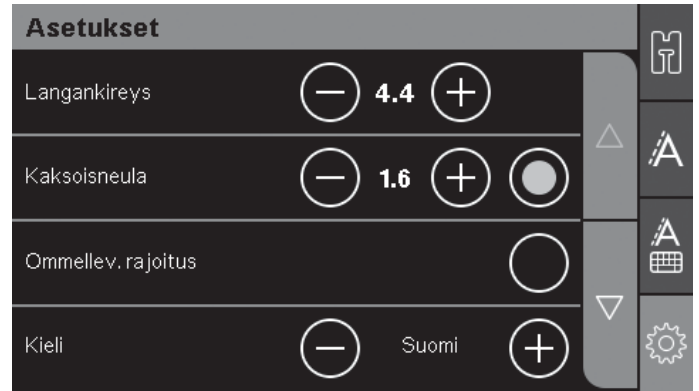 Asetukset
Langankireys 4.4
Kaksoisneula 1.6
Ommellev. rajoitus
Kieli Suomi